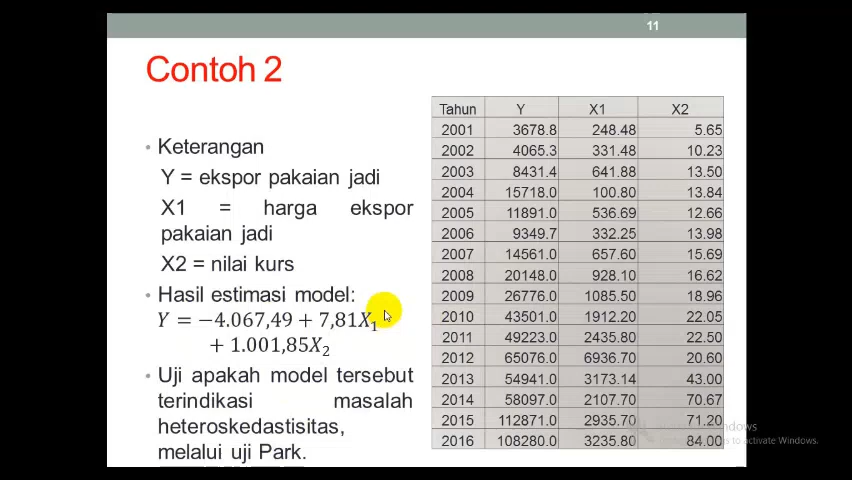 11
Contoh 2
• Keterangan
Y = ekspor pakaian jadi
X1 = harga ekspor
pakaian jadi
X2 = nilai kurs
• Hasil estimasi model:
Y = −4.067,49 + 7,81X₁
+ 1.001,85X₂
• Uji apakah model tersebut
terindikasi masalah
heteroskedastisitas,
melalui uji Park.
Tahun Y X1 X2
2001 3678.8 248.48 5.65
2002 4065.3 331.48 10.23
2003 8431.4 641.88 13.50
2004 15718.0 100.80 13.84
2005 11891.0 536.69 12.66
2006 9349.7 332.25 13.98
2007 14561.0 657.60 15.69
2008 20148.0 928.10 16.62
2009 26776.0 1085.50 18.96
2010 43501.0 1912.20 22.05
2011 49223.0 2435.80 22.50
2012 65076.0 6936.70 20.60
2013 54941.0 3173.14 43.00
2014 58097.0 2107.70 70.67
2015 112871.0 2935.70 71.20
2016 108280.0 3235.80 84.00
to activate Windows.